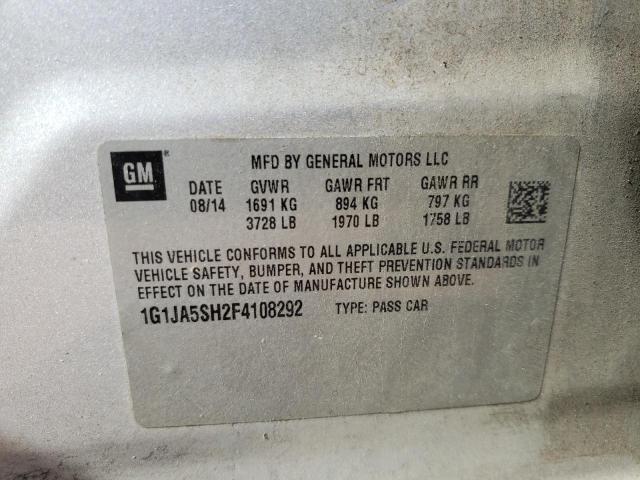 GM®
MFD BY GENERAL MOTORS LLC
DATE GVWR GAWR FRT GAWR RR
08/14 1691 KG 894 KG 797 KG
3728 LB 1970 LB 1758 LB
THIS VEHICLE CONFORMS TO ALL APPLICABLE U.S. FEDERAL MOTOR
VEHICLE SAFETY, BUMPER, AND THEFT PREVENTION STANDARDS IN
EFFECT ON THE DATE OF MANUFACTURE SHOWN ABOVE.
1G1JA5SH2F4108292 TYPE: PASS CAR